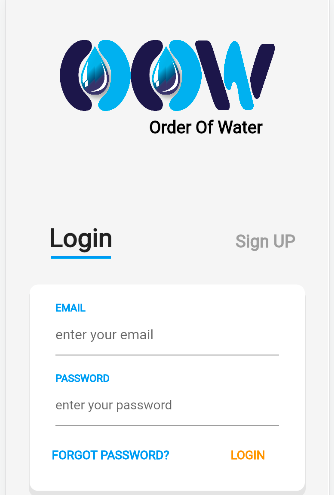 OOW
Order Of Water
Login
Sign UP
EMAIL
enter your email
PASSWORD
enter your password
FORGOT PASSWORD?
LOGIN